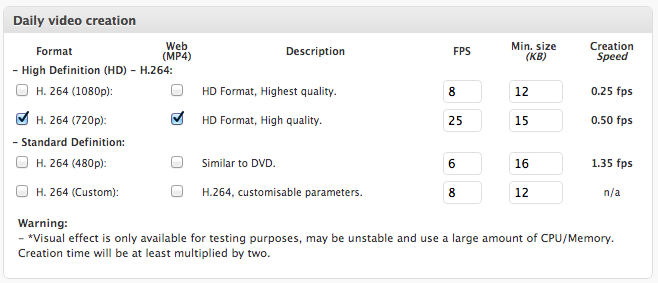 Daily video creation
Format Web (MP4) Description FPS Min. size (KB) Creation Speed
– High Definition (HD) – H.264:
H. 264 (1080p): HD Format, Highest quality. 8 12 0.25 fps
H. 264 (720p): HD Format, High quality. 25 15 0.50 fps
– Standard Definition:
H. 264 (480p): Similar to DVD. 6 16 1.35 fps
H. 264 (Custom): H.264, customisable parameters. 8 12 n/a
Warning:
– *Visual effect is only available for testing purposes, may be unstable and use a large amount of CPU/Memory.
Creation time will be at least multiplied by two.